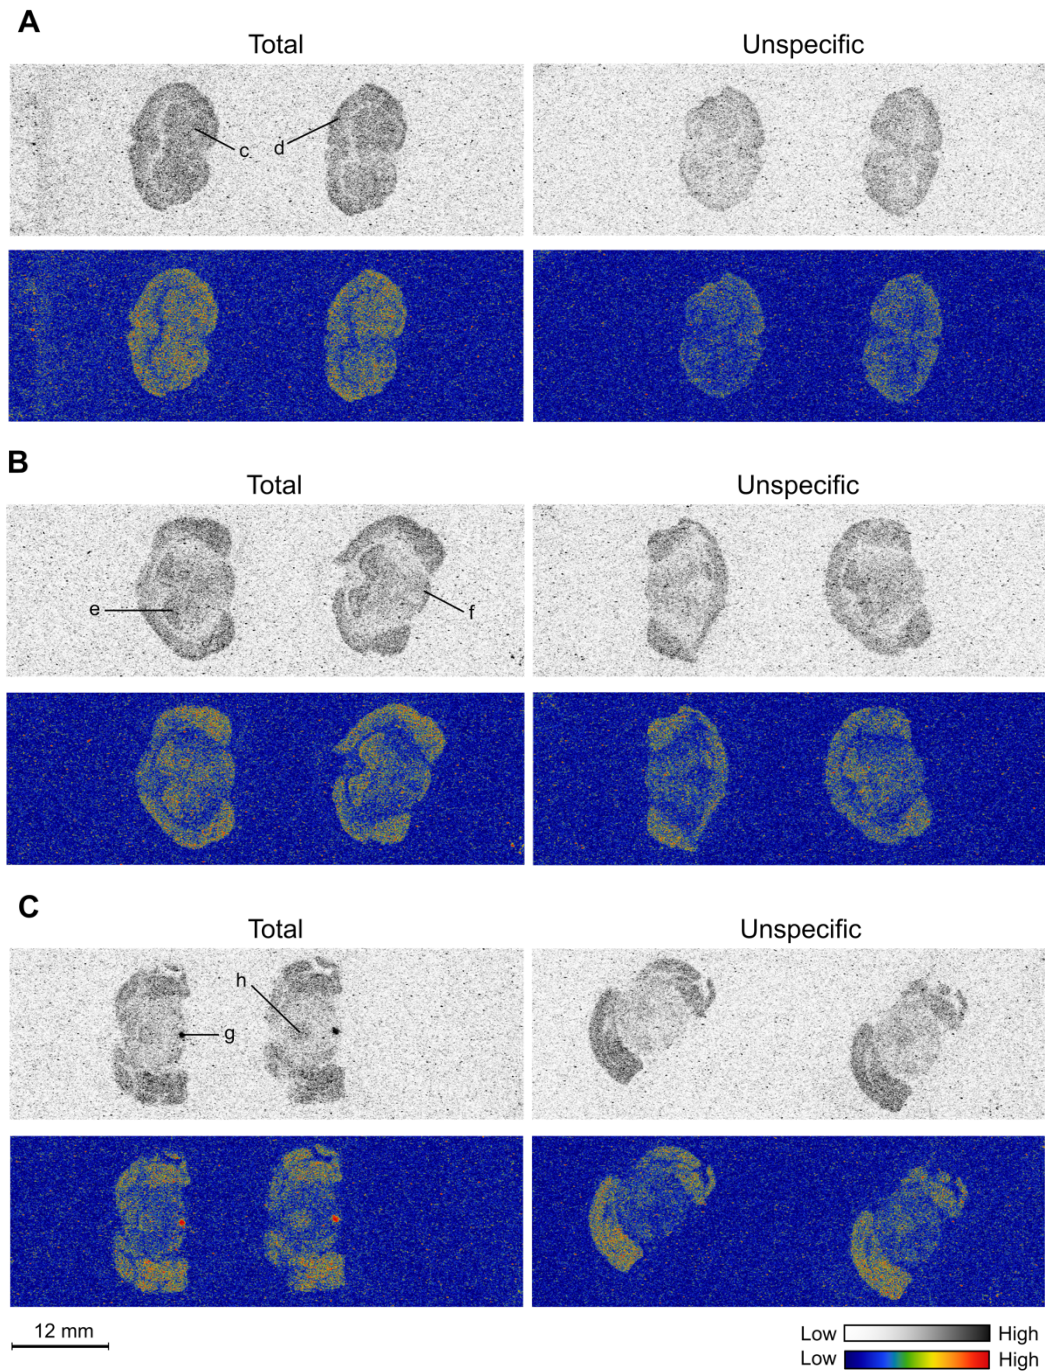 A
Total
Unspecific
c
d
B
Total
Unspecific
e
f
C
Total
Unspecific
h
g
12 mm
Low
High
Low
High